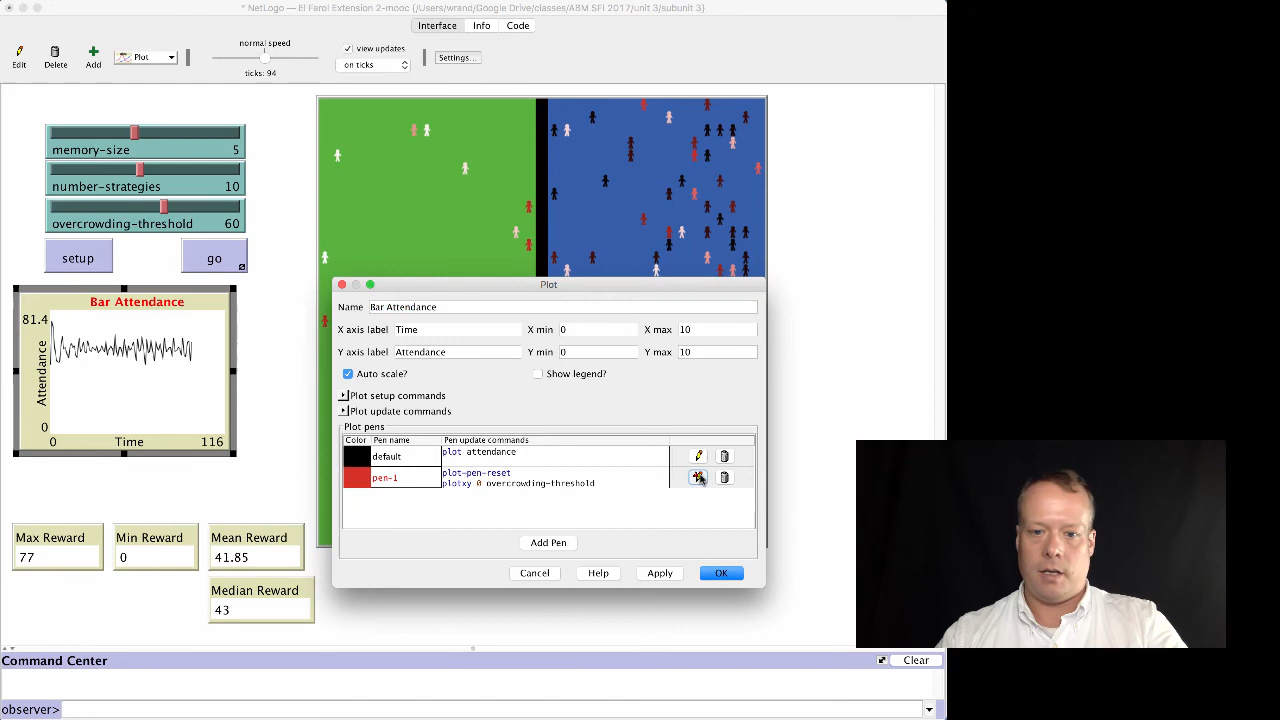 * NetLogo — El Farol Extension 2-mooc {/Users/wrand/Google Drive/classes/ABM SFI 2017/unit 3/subunit 3}
Interface Info Code
Edit Delete Add Plot normal speed ticks: 94 view updates on ticks Settings...
memory-size 5
number-strategies 10
overcrowding-threshold 60
setup go
Bar Attendance
81.4
Attendance
0
0 Time 116
Max Reward
77
Min Reward
0
Mean Reward
41.85
Median Reward
43
Plot
Name Bar Attendance
X axis label Time X min 0 X max 10
Y axis label Attendance Y min 0 Y max 10
Auto scale? Show legend?
Plot setup commands
Plot update commands
Plot pens
Color Pen name Pen update commands
default plot attendance
pen-1 plot-pen-reset
plotxy 0 overcrowding-threshold
Add Pen
Cancel Help Apply OK
Command Center Clear
observer>